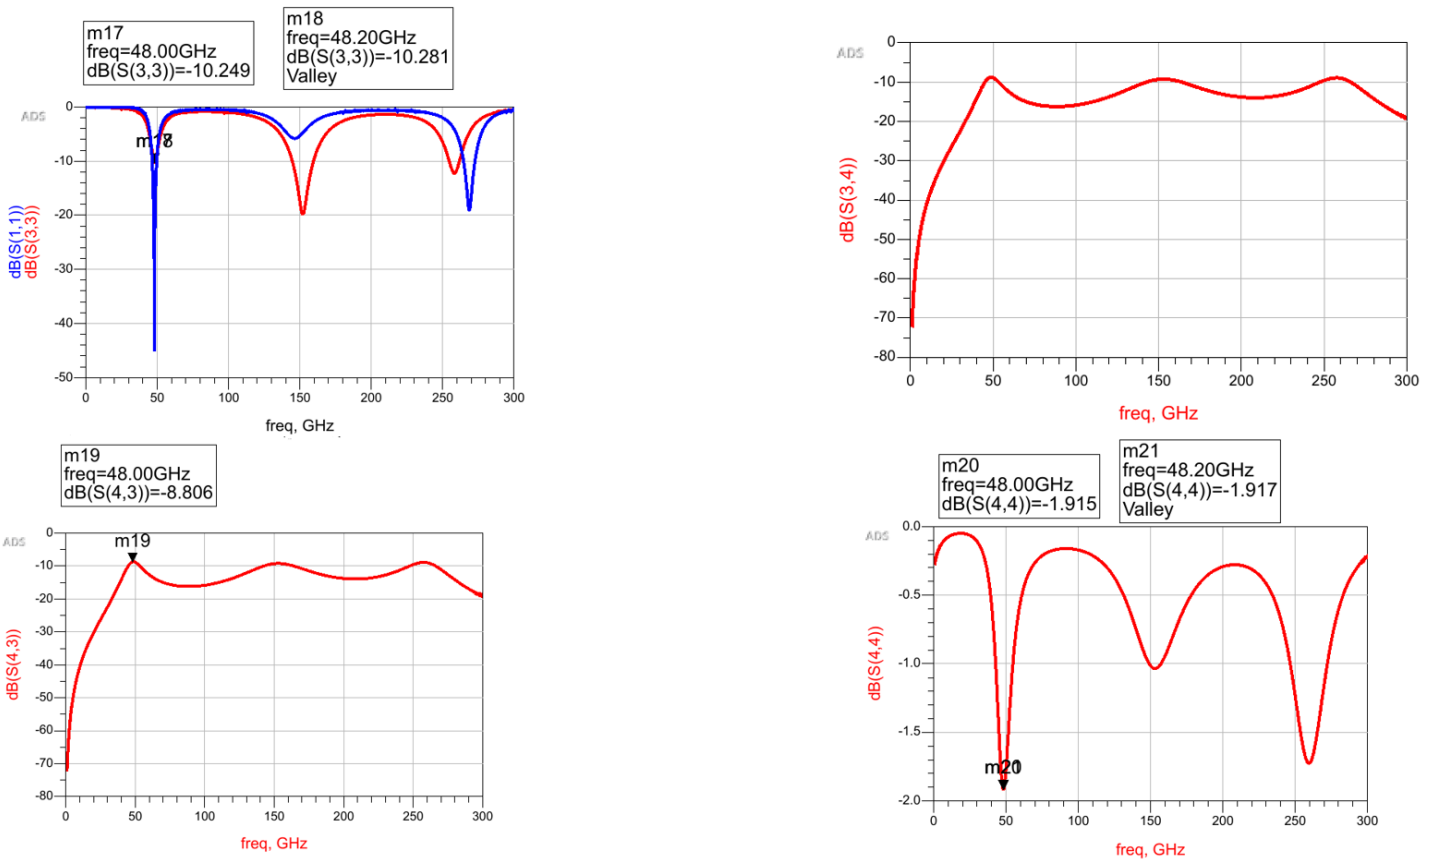 m17
freq=48.00GHz
dB(S(3,3))=-10.249
m18
freq=48.20GHz
dB(S(3,3))=-10.281
Valley
ADS
0
-10
-20
-30
-40
-50
m18
dB(S(1,1))
dB(S(3,3))
0
50
100
150
200
250
300
freq, GHz
ADS
0
-10
-20
-30
-40
-50
-60
-70
-80
dB(S(3,4))
0
50
100
150
200
250
300
freq, GHz
m19
freq=48.00GHz
dB(S(4,3))=-8.806
ADS
m19
0
-10
-20
-30
-40
-50
-60
-70
-80
dB(S(4,3))
0
50
100
150
200
250
300
freq, GHz
m20
freq=48.00GHz
dB(S(4,4))=-1.915
m21
freq=48.20GHz
dB(S(4,4))=-1.917
Valley
ADS
0.0
-0.5
-1.0
-1.5
-2.0
dB(S(4,4))
0
50
100
150
200
250
300
freq, GHz